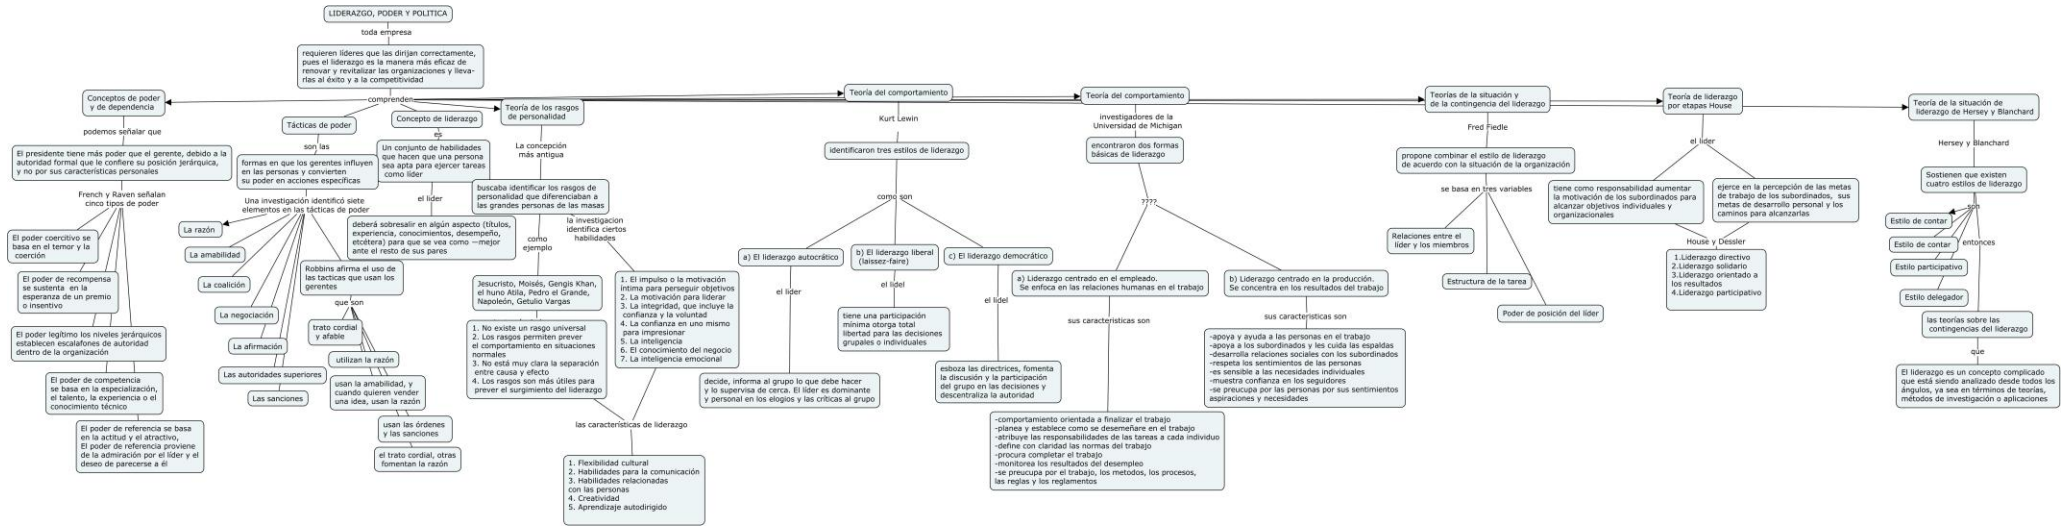 LIDERAZGO, PODER Y POLITICA
toda empresa
requieren líderes que las dirijan correctamente,
pues el liderazgo es la manera más eficaz de
renovar y revitalizar las organizaciones y lleva-
rlas al éxito y a la competitividad
comprenden
Conceptos de poder
y de dependencia
podemos señalar que
El presidente tiene más poder que el gerente, debido a la
autoridad formal que le confiere su posición jerárquica,
y no por sus características personales
French y Raven señalan
cinco tipos de poder
El poder coercitivo se
basa en el temor y la
coerción
El poder de recompensa
se sustenta en la
esperanza de un premio
o insentivo
El poder legítimo los niveles jerárquicos
establecen escalafones de autoridad
dentro de la organización
El poder de competencia
se basa en la especialización,
el talento, la experiencia o el
conocimiento técnico
El poder de referencia se basa
en la actitud y el atractivo,
El poder de referencia proviene
de la admiración por el líder y el
deseo de parecerse a él
Tácticas de poder
son las
formas en que los gerentes influyen
en las personas y convierten
su poder en acciones específicas
Una investigación identificó siete
elementos en las tácticas de poder
La razón
La amabilidad
La coalición
La negociación
La afirmación
Las autoridades superiores
Las sanciones
Robbins afirma el uso de
las tacticas que usan los
gerentes
que son
trato cordial
y afable
utilizan la razón
usan la amabilidad, y
cuando quieren vender
una idea, usan la razón
usan las órdenes
y las sanciones
el trato cordial, otras
fomentan la razón
Concepto de liderazgo
es
Un conjunto de habilidades
que hacen que una persona
sea apta para ejercer tareas
como líder
el lider
deberá sobresalir en algún aspecto (títulos,
experiencia, conocimientos, desempeño,
etcétera) para que se vea como —mejor
ante el resto de sus pares
Teoría de los rasgos
de personalidad
La concepción
más antigua
buscaba identificar los rasgos de
personalidad que diferenciaban a
las grandes personas de las masas
como
ejemplo
Jesucristo, Moisés, Gengis Khan,
el huno Atila, Pedro el Grande,
Napoleón, Getulio Vargas
1. No existe un rasgo universal
2. Los rasgos permiten prever
el comportamiento en situaciones
normales
3. No está muy clara la separación
entre causa y efecto
4. Los rasgos son más útiles para
prever el surgimiento del liderazgo
la investigacion
identifica ciertos
habilidades
1. El impulso o la motivación
íntima para perseguir objetivos
2. La motivación para liderar
3. La integridad, que incluye la
confianza y la voluntad
4. La confianza en uno mismo
para impresionar
5. La inteligencia
6. El conocimiento del negocio
7. La inteligencia emocional
las características de liderazgo
1. Flexibilidad cultural
2. Habilidades para la comunicación
3. Habilidades relacionadas
con las personas
4. Creatividad
5. Aprendizaje autodirigido
Teoría del comportamiento
Kurt Lewin
identificaron tres estilos de liderazgo
como son
a) El liderazgo autocrático
el lider
decide, informa al grupo lo que debe hacer
y lo supervisa de cerca. El líder es dominante
y personal en los elogios y las críticas al grupo
b) El liderazgo liberal
(laissez-faire)
el lidel
tiene una participación
mínima otorga total
libertad para las decisiones
grupales o individuales
c) El liderazgo democrático
el lidel
esboza las directrices, fomenta
la discusión y la participación
del grupo en las decisiones y
descentraliza la autoridad
Teoría del comportamiento
investigadores de la
Universidad de Michigan
encontraron dos formas
básicas de liderazgo
????
a) Liderazgo centrado en el empleado.
Se enfoca en las relaciones humanas en el trabajo
sus caracteristicas son
-comportamiento orientada a finalizar el trabajo
-planea y establece como se desemeñare en el trabajo
-atribuye las responsabilidades de las tareas a cada individuo
-define con claridad las normas del trabajo
-procura completar el trabajo
-monitorea los resultados del desempleo
-se preucupa por el trabajo, los metodos, los procesos,
las reglas y los reglamentos
b) Liderazgo centrado en la producción.
Se concentra en los resultados del trabajo
sus caracteristicas son
-apoya y ayuda a las personas en el trabajo
-apoya a los subordinados y les cuida las espaldas
-desarrolla relaciones sociales con los subordinados
-respeta los sentimientos de las personas
-es sensible a las necesidades individuales
-muestra confianza en los seguidores
-se preocupa por las personas por sus sentimientos
aspiraciones y necesidades
Teorías de la situación y
de la contingencia del liderazgo
Fred Fiedle
propone combinar el estilo de liderazgo
de acuerdo con la situación de la organización
se basa en tres variables
Relaciones entre el
líder y los miembros
Estructura de la tarea
Poder de posición del líder
Teoría de liderazgo
por etapas House
el lider
tiene como responsabilidad aumentar
la motivación de los subordinados para
alcanzar objetivos individuales y
organizacionales
ejerce en la percepción de las metas
de trabajo de los subordinados, sus
metas de desarrollo personal y los
caminos para alcanzarlas
House y Dessler
1.Liderazgo directivo
2.Liderazgo solidario
3.Liderazgo orientado a
los resultados
4.Liderazgo participativo
Teoría de la situación de
liderazgo de Hersey y Blanchard
Hersey y Blanchard
Sostienen que existen
cuatro estilos de liderazgo
son
Estilo de contar
Estilo de contar
Estilo participativo
Estilo delegador
entonces
las teorías sobre las
contingencias del liderazgo
que
El liderazgo es un concepto complicado
que está siendo analizado desde todos los
ángulos, ya sea en términos de teorías,
métodos de investigación o aplicaciones